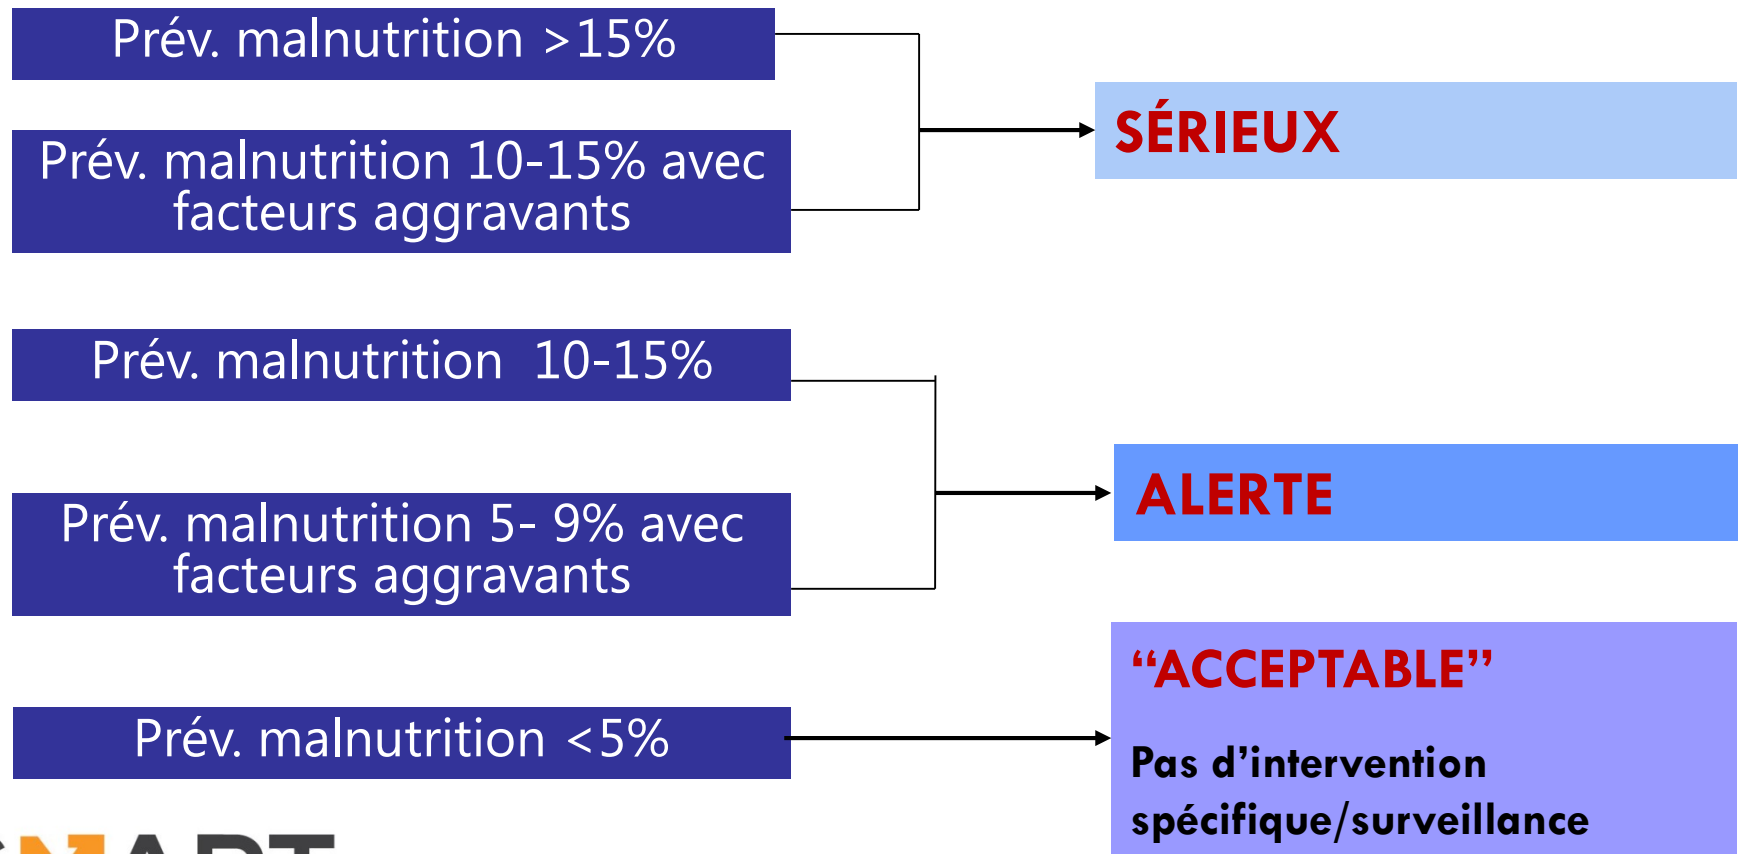 Prév. malnutrition >15%
SÉRIEUX
Prév. malnutrition 10-15% avec
facteurs aggravants
Prév. malnutrition 10-15%
ALERTE
Prév. malnutrition 5- 9% avec
facteurs aggravants
Prév. malnutrition <5%
“ACCEPTABLE”
Pas d’intervention
spécifique/surveillance
SMART